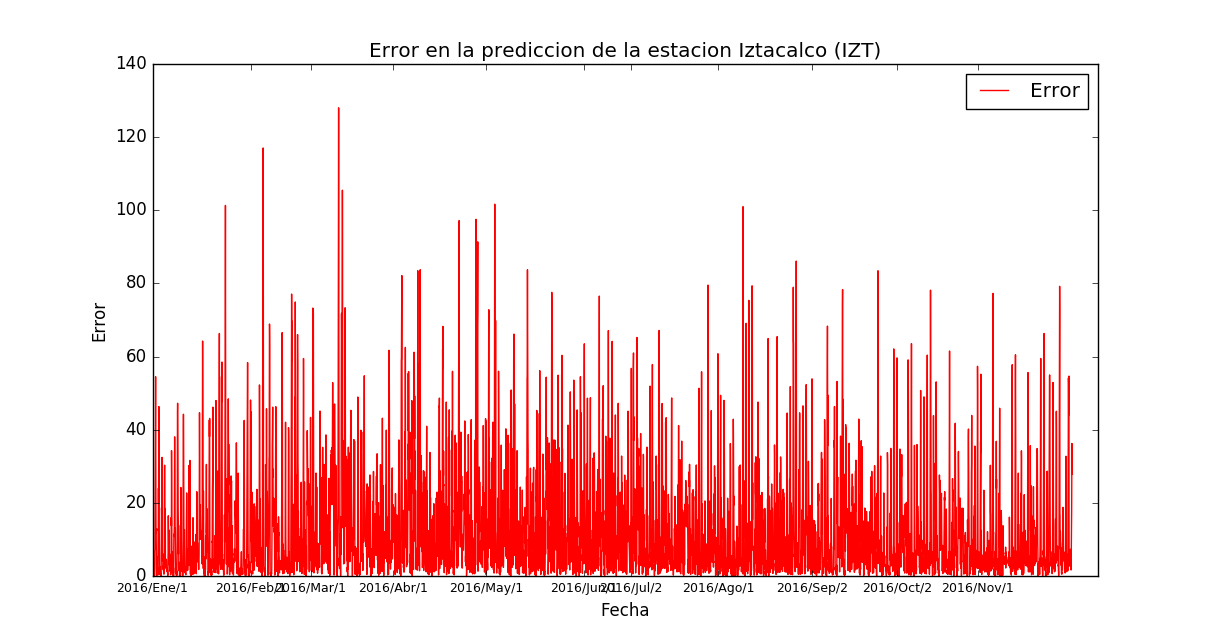 Error en la prediccion de la estacion Iztacalco (IZT)
Error
140
120
100
80
60
40
20
0
Error
2016/Ene/1 2016/Feb/1 2016/Mar/1 2016/Abr/1 2016/May/1 2016/Jun/1 2016/Jul/2 2016/Ago/1 2016/Sep/2 2016/Oct/2 2016/Nov/1
Fecha